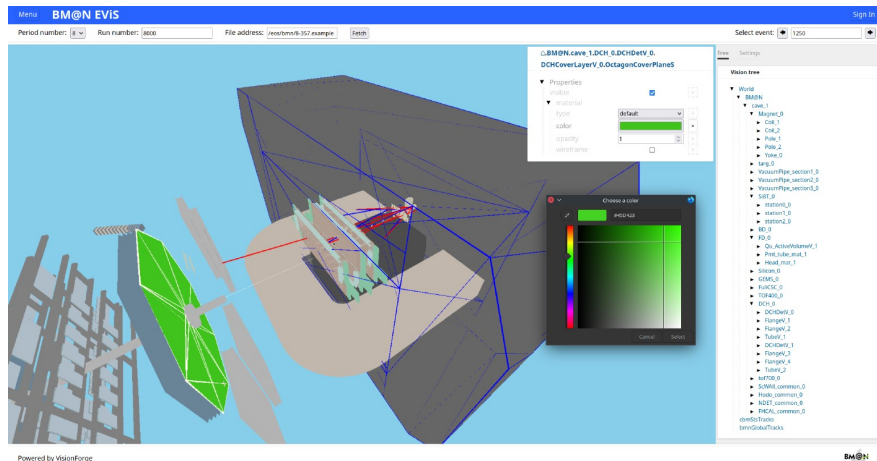 Menu BM@N EViS Sign In
Period number: 8 Run number: 8000 File address: /eos/bmn/8-357.example Fetch Select event: 1250
BM@N.cave_1.DCH_0.DCHDetV_0.
DCHCoverLayerV_0.OctagonCoverPlaneS
Properties
visible
material
type default
color
opacity 1
wireframe
Choose a color
#45D423
Cancel Select
Tree Settings
Vision tree
World
BM@N
cave_1
Magnet_0
Coil_1
Coil_2
Pole_1
Pole_2
Yoke_0
targ_0
VacuumPipe_section1_0
VacuumPipe_section2_0
VacuumPipe_section3_0
SiBT_0
station0_0
station1_0
station2_0
BD_0
FD_0
Qu_ActiveVolumeV_1
Pmt_tube_mat_1
Head_mat_1
Silicon_0
GEMS_0
FullCSC_0
TOF400_0
DCH_0
DCHDetV_0
FlangeV_1
FlangeV_2
TubeV_1
DCHDetV_1
FlangeV_3
FlangeV_4
TubeV_2
tof700_0
ScWall_common_0
Hodo_common_0
NDET_common_0
FHCAL_common_0
cbmStsTracks
bmnGlobalTracks
Powered by VisionForge BM@N